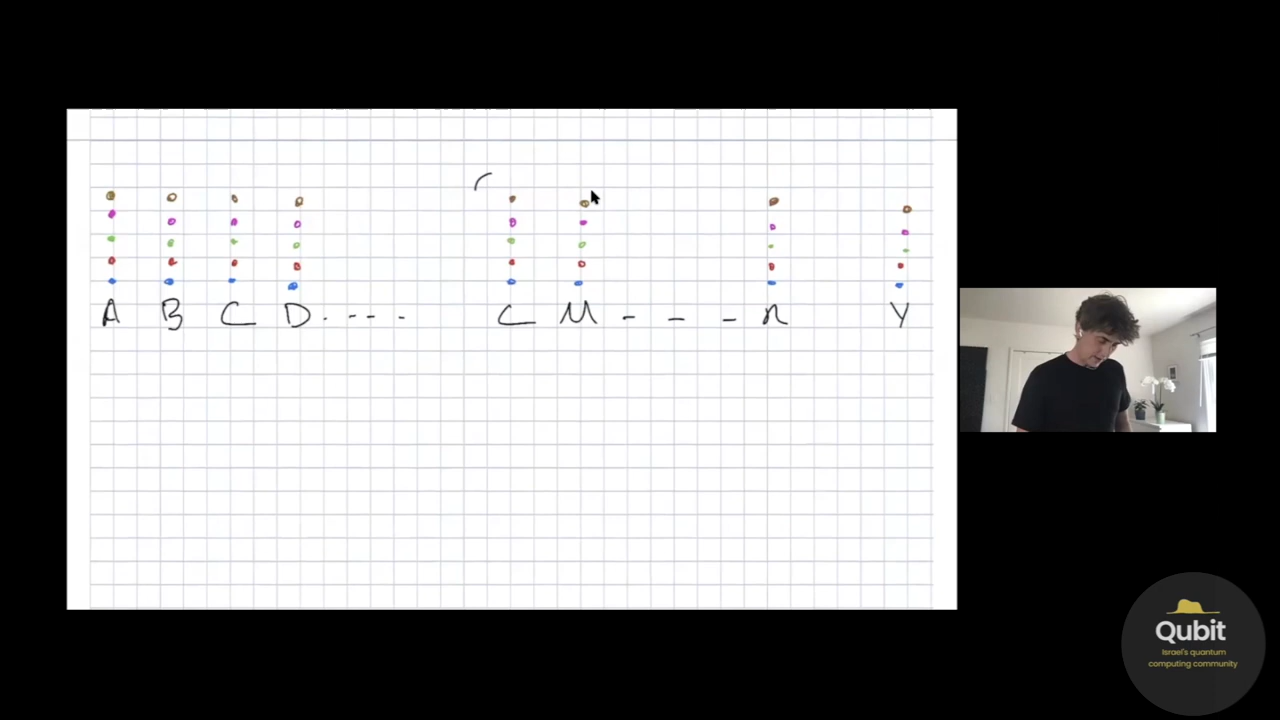 A B C D . - - - C M - - - n Y
Qubit
Israel's quantum
computing community